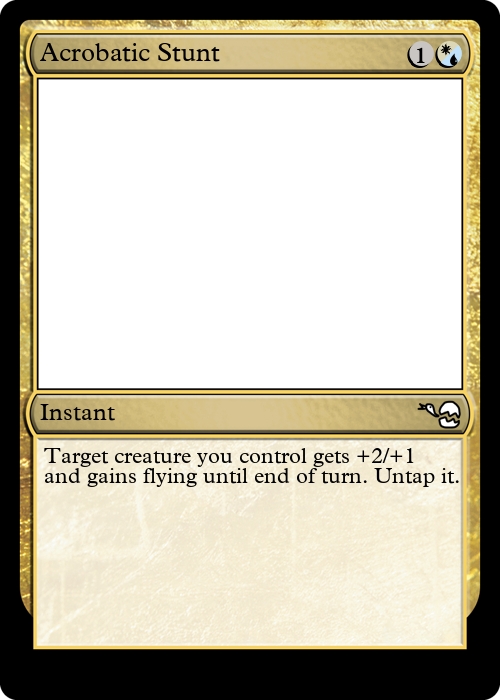 Acrobatic Stunt 1
Instant
Target creature you control gets +2/+1
and gains flying until end of turn. Untap it.